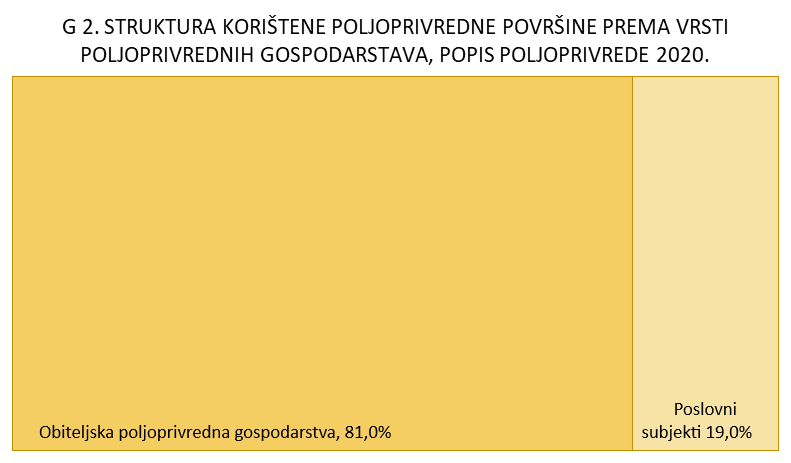 G 2. STRUKTURA KORIŠTENE POLJOPRIVREDNE POVRŠINE PREMA VRSTI
POLJOPRIVREDNIH GOSPODARSTAVA, POPIS POLJOPRIVREDE 2020.
Obiteljska poljoprivredna gospodarstva, 81,0%
Poslovni
subjekti 19,0%